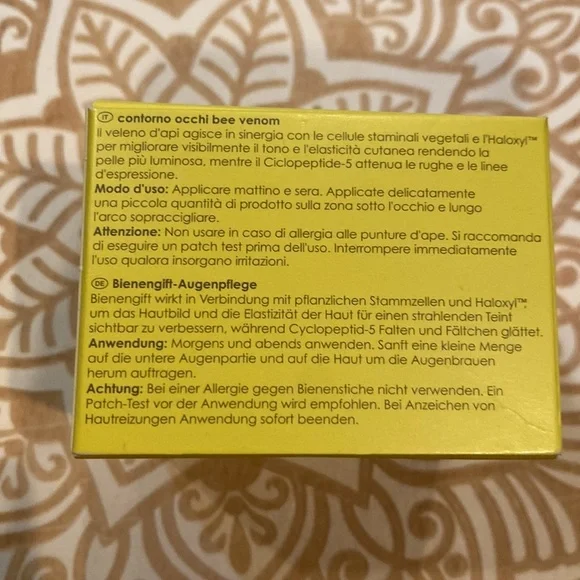 IT contorno occhi bee venom
Il veleno d'api agisce in sinergia con le cellule staminali vegetali e l'Haloxyl™
per migliorare visibilmente il tono e l'elasticità cutanea rendendo la
pelle più luminosa, mentre il Ciclopeptide-5 attenua le rughe e le linee
d'espressione.
Modo d'uso: Applicare mattino e sera. Applicate delicatamente
una piccola quantità di prodotto sulla zona sotto l'occhio e lungo
l'arco sopraccigliare.
Attenzione: Non usare in caso di allergia alle punture d'ape. Si raccomanda
di eseguire un patch test prima dell'uso. Interrompere immediatamente
l'uso qualora insorgano irritazioni.
DE Bienengift-Augenpflege
Bienengift wirkt in Verbindung mit pflanzlichen Stammzellen und Haloxyl™,
um das Hautbild und die Elastizität der Haut für einen strahlenden Teint
sichtbar zu verbessern, während Cyclopeptid-5 Falten und Fältchen glättet.
Anwendung: Morgens und abends anwenden. Sanft eine kleine Menge
auf die untere Augenpartie und auf die Haut um die Augenbrauen
herum auftragen.
Achtung: Bei einer Allergie gegen Bienenstiche nicht verwenden. Ein
Patch-Test vor der Anwendung wird empfohlen. Bei Anzeichen von
Hautreizungen Anwendung sofort beenden.